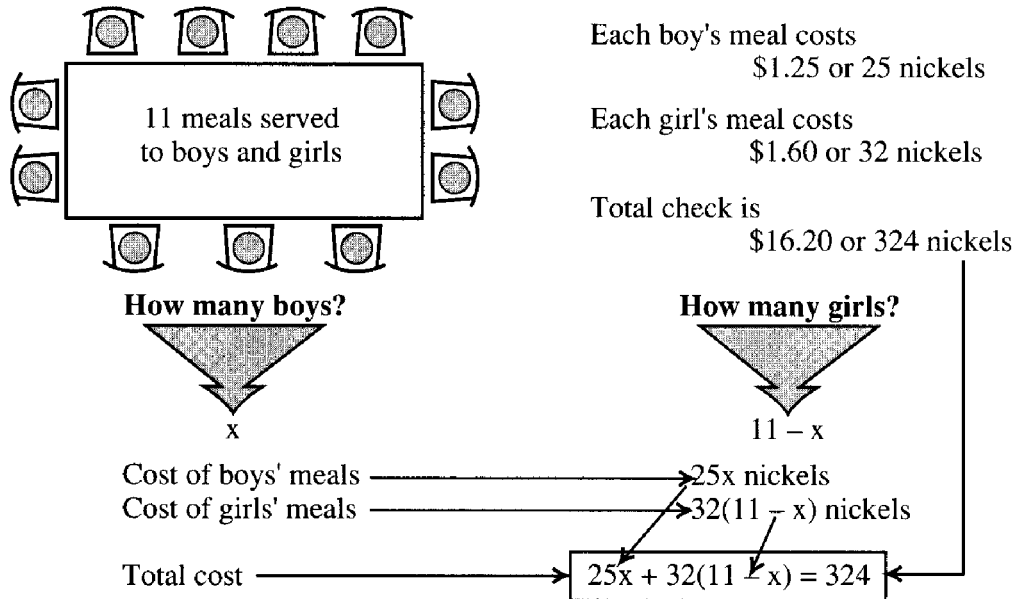 11 meals served
to boys and girls
Each boy's meal costs
$1.25 or 25 nickels
Each girl's meal costs
$1.60 or 32 nickels
Total check is
$16.20 or 324 nickels
How many boys?
How many girls?
x
11 – x
Cost of boys' meals
25x nickels
Cost of girls' meals
32(11 – x) nickels
Total cost
25x + 32(11 – x) = 324